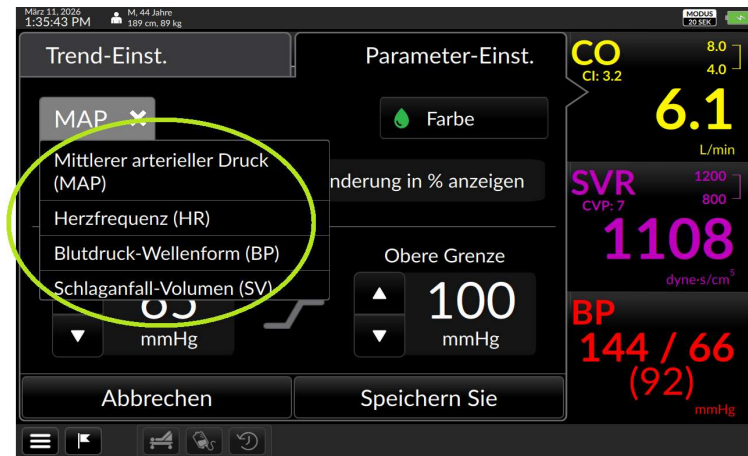 März 11, 2026
1:35:43 PM
M, 44 Jahre
189 cm, 89 kg
MODUS
20 SEK
Trend-Einst.
Parameter-Einst.
MAP
Farbe
Mittlerer arterieller Druck
(MAP)
nderung in % anzeigen
Herzfrequenz (HR)
Blutdruck-Wellenform (BP)
Schlaganfall-Volumen (SV)
Obere Grenze
100
mmHg
mmHg
Abbrechen
Speichern Sie
CO
CI: 3.2
8.0
4.0
6.1
L/min
SVR
CVP: 7
1200
800
1108
dyne-s/cm⁵
BP
144 / 66
(92)
mmHg